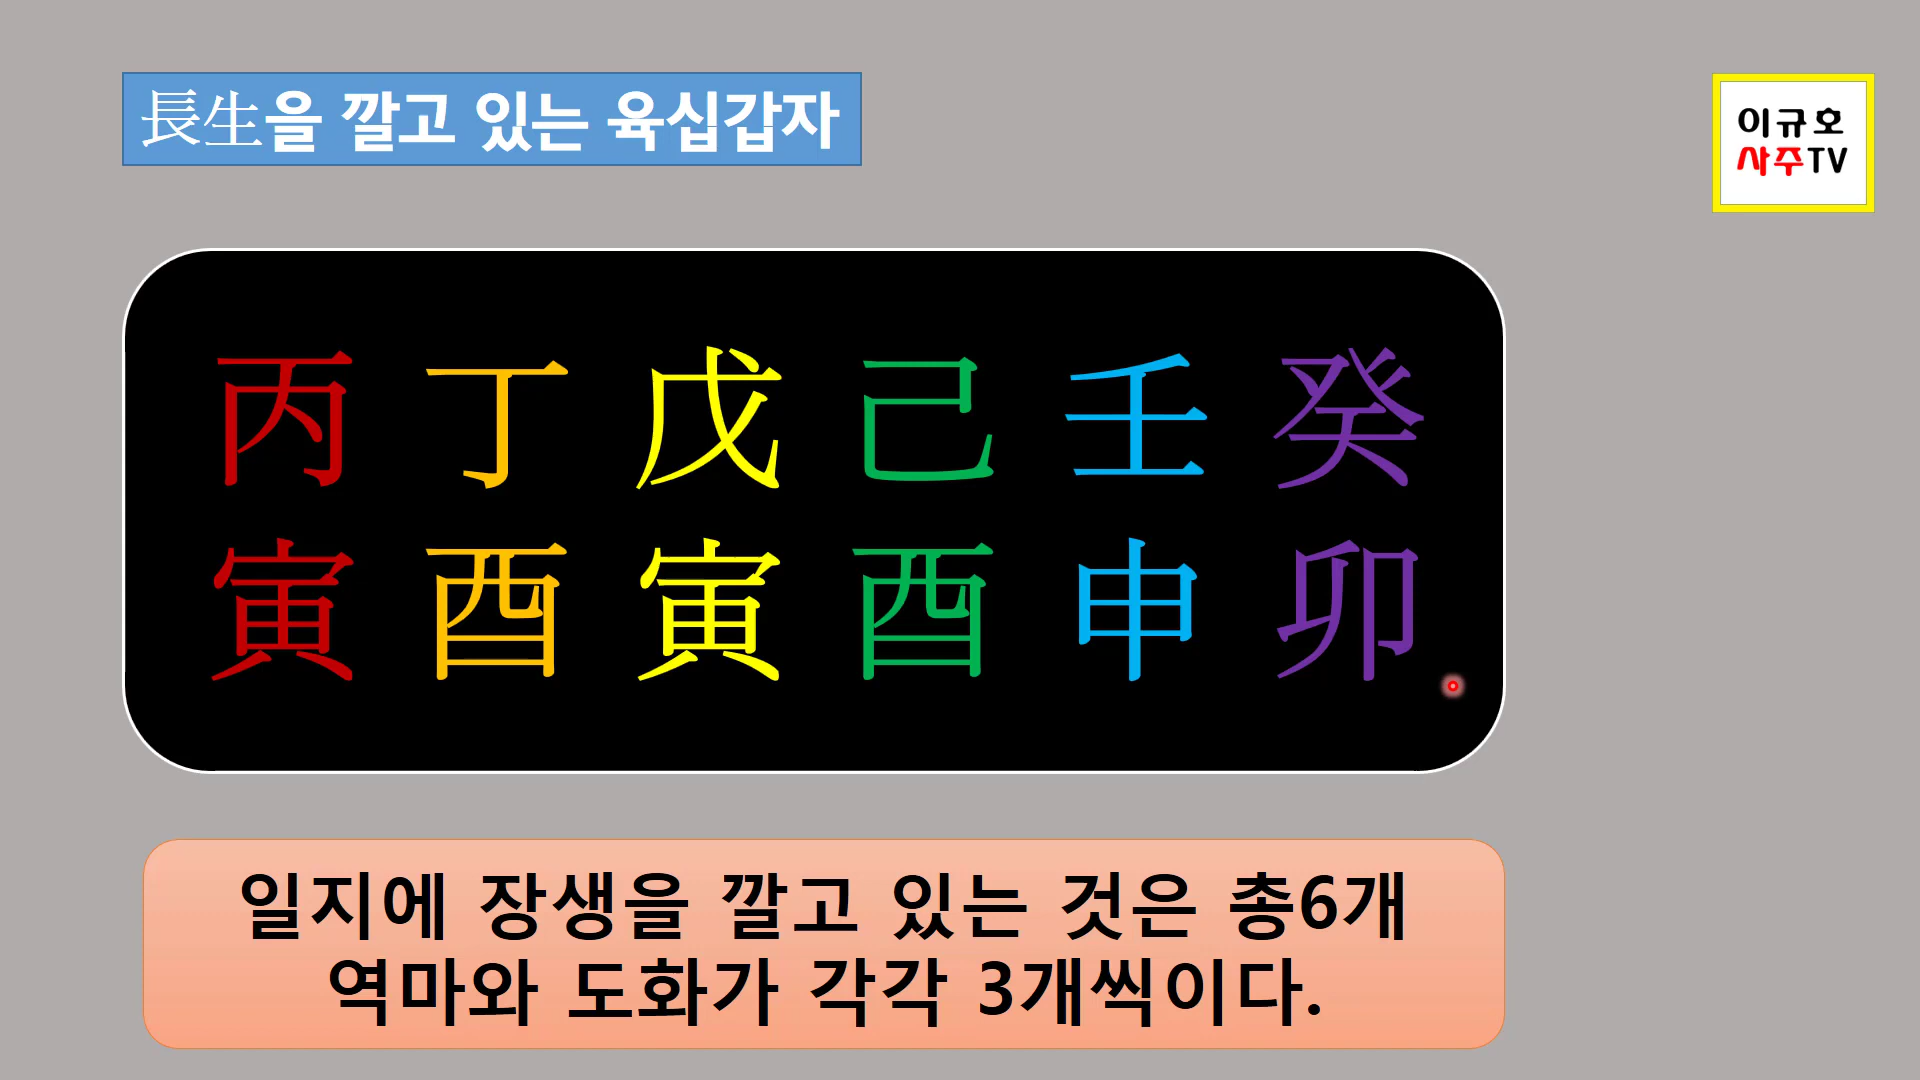 長生을 깔고 있는 육십갑자
이규호
사주TV
丙 丁 戊 己 壬 癸
寅 酉 寅 酉 申 卯
일지에 장생을 깔고 있는 것은 총6개
역마와 도화가 각각 3개씩이다.